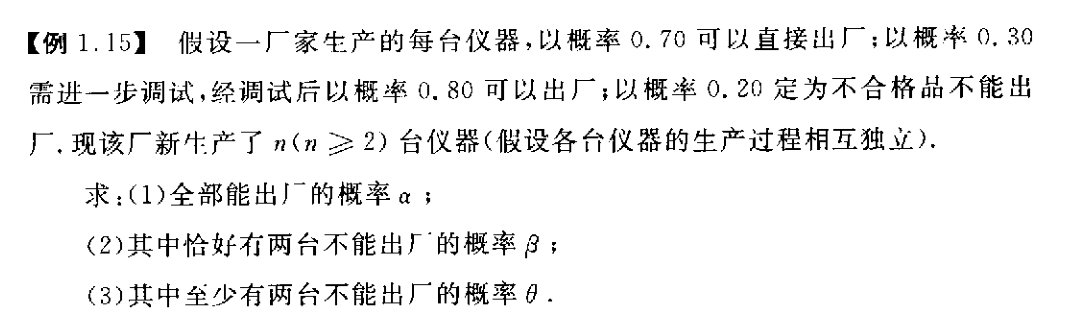 【例 1.15】 假设一厂家生产的每台仪器,以概率 0.70 可以直接出厂;以概率 0.30
需进一步调试,经调试后以概率 0.80 可以出厂;以概率 0.20 定为不合格品不能出
厂.现该厂新生产了 n(n ⩾ 2) 台仪器(假设各台仪器的生产过程相互独立).
求:(1)全部能出厂的概率 α ;
(2)其中恰好有两台不能出厂的概率 β ;
(3)其中至少有两台不能出厂的概率 θ .